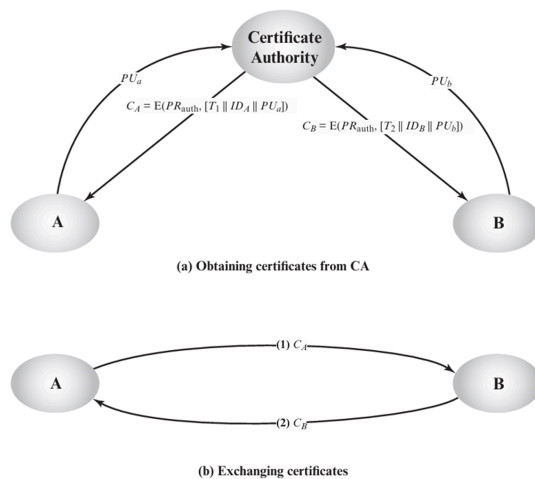 Certificate
Authority
PUa
PUb
CA = E(PRauth, [T1 || IDA || PUa])
CB = E(PRauth, [T2 || IDB || PUb])
A
B
(a) Obtaining certificates from CA
(1) CA
A
B
(2) CB
(b) Exchanging certificates